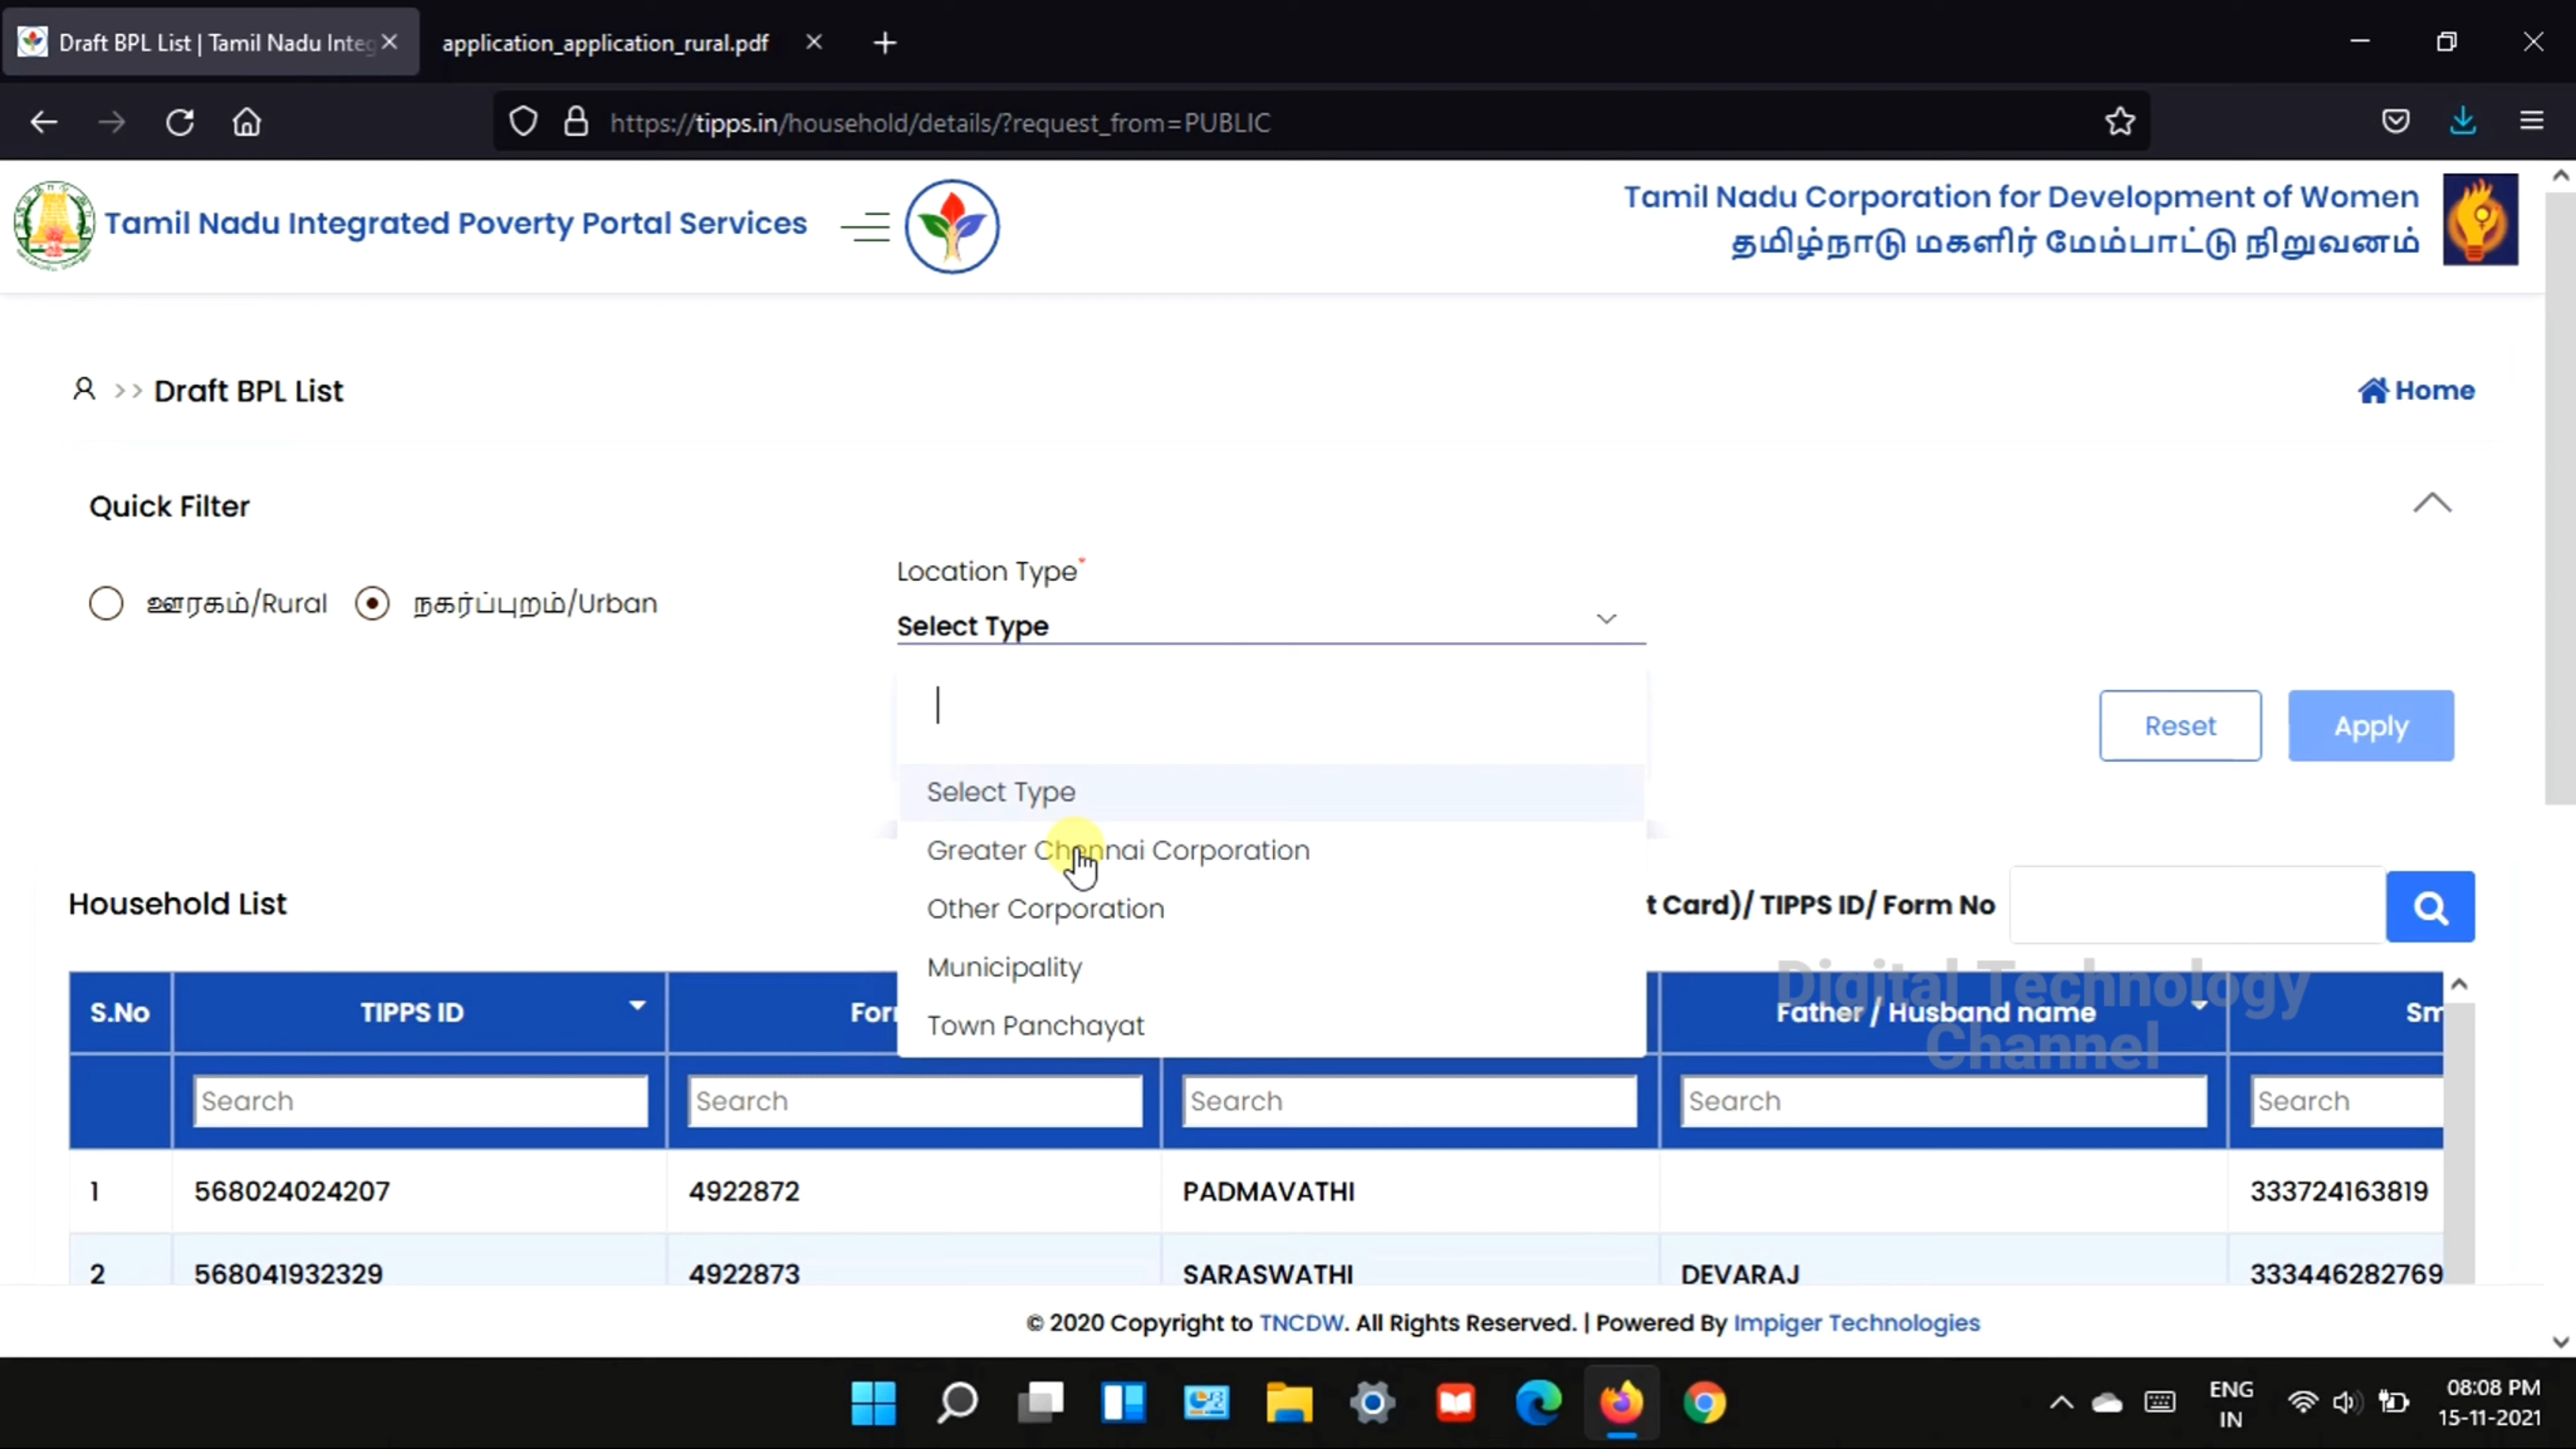 Draft BPL List | Tamil Nadu Integ
application_application_rural.pdf
https://tipps.in/household/details/?request_from=PUBLIC
Tamil Nadu Integrated Poverty Portal Services
Tamil Nadu Corporation for Development of Women
தமிழ்நாடு மகளிர் மேம்பாட்டு நிறுவனம்
>> Draft BPL List
Home
Quick Filter
ஊரகம்/Rural
நகர்ப்புறம்/Urban
Location Type*
Select Type
Reset
Apply
Select Type
Greater Chennai Corporation
Other Corporation
Municipality
Town Panchayat
Household List
t Card)/ TIPPS ID/ Form No
Digital Technology
Channel
S.No
TIPPS ID
Forr
Father / Husband name
Sm
Search
Search
Search
Search
Search
1 568024024207 4922872 PADMAVATHI 333724163819
2 568041932329 4922873 SARASWATHI DEVARAJ 333446282769
© 2020 Copyright to TNCDW. All Rights Reserved. | Powered By Impiger Technologies
ENG
IN
08:08 PM
15-11-2021